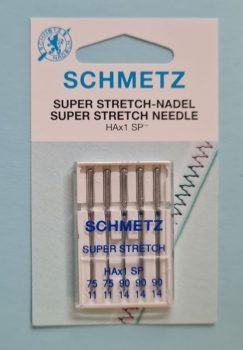 SCHMETZ
SUPER STRETCH-NADEL
SUPER STRETCH NEEDLE
HAx1 SP
SCHMETZ
SUPER STRETCH
HAx1 SP
75 75 90 90 90
11 11 14 14 14